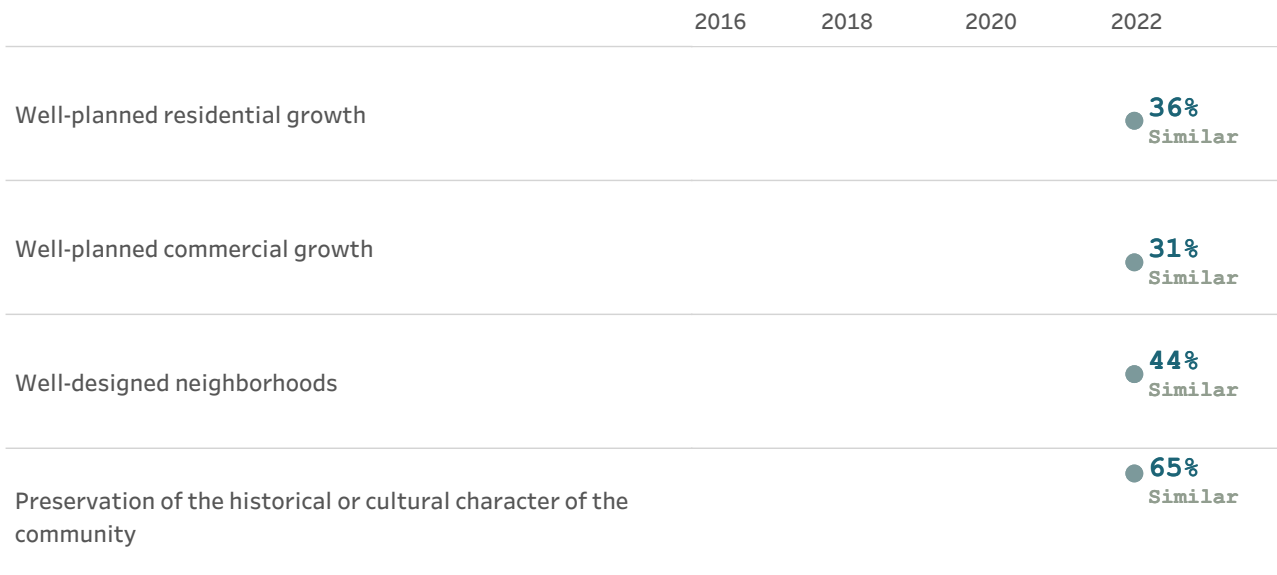 2016 2018 2020 2022
Well-planned residential growth
36%
Similar
Well-planned commercial growth
31%
Similar
Well-designed neighborhoods
44%
Similar
Preservation of the historical or cultural character of the
community
65%
Similar